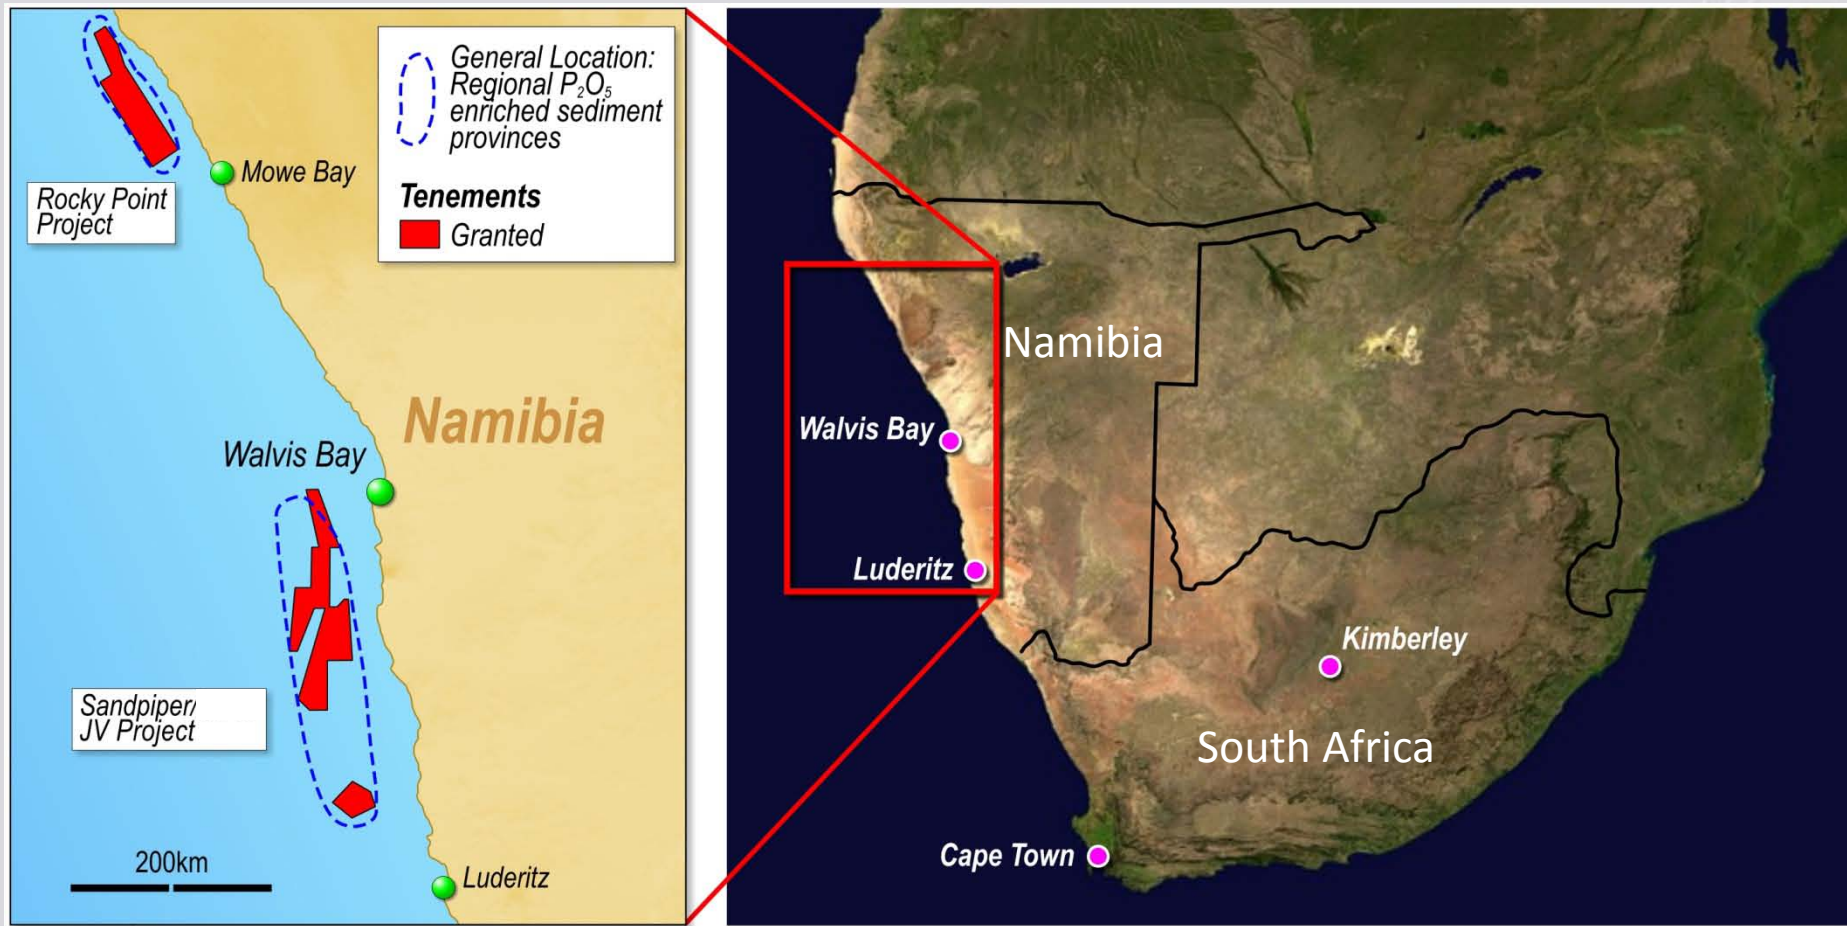 General Location:
Regional P₂O₅
enriched sediment
provinces
Tenements
Granted
Mowe Bay
Rocky Point
Project
Namibia
Walvis Bay
Sandpiper/
JV Project
200km
Luderitz
Namibia
Walvis Bay
Luderitz
Kimberley
South Africa
Cape Town